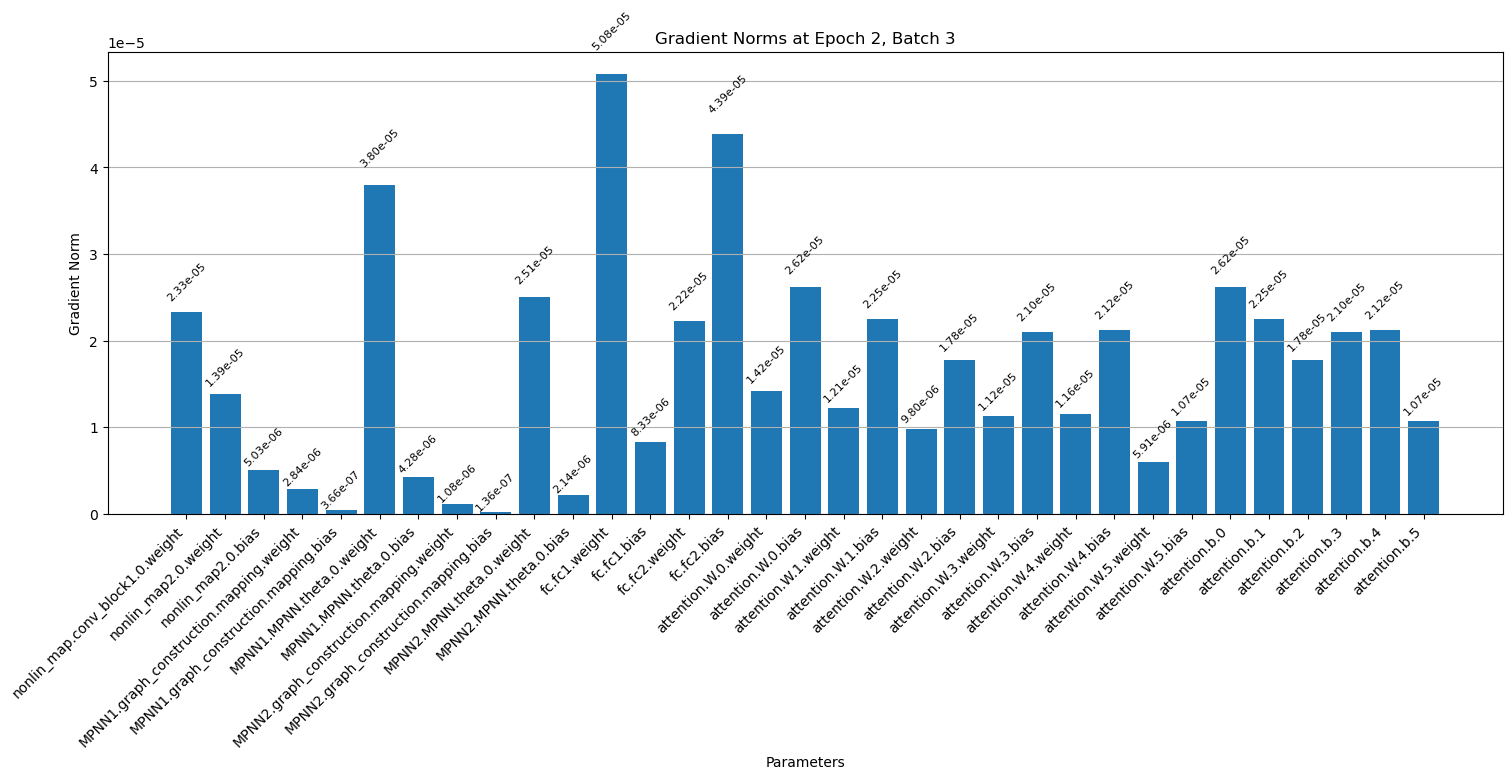 Gradient Norms at Epoch 2, Batch 3
1e−5
Gradient Norm
5
4
3
2
1
0
2.33e-05
1.39e-05
5.03e-06
2.84e-06
3.66e-07
3.80e-05
4.28e-06
1.08e-06
1.36e-07
2.51e-05
2.14e-06
5.08e-05
8.33e-06
2.22e-05
4.39e-05
1.42e-05
2.62e-05
1.21e-05
2.25e-05
9.80e-06
1.78e-05
1.12e-05
2.10e-05
1.16e-05
2.12e-05
5.91e-06
1.07e-05
2.62e-05
2.25e-05
1.78e-05
2.10e-05
2.12e-05
1.07e-05
nonlin_map.conv_block1.0.weight
nonlin_map2.0.weight
nonlin_map2.0.bias
MPNN1.graph_construction.mapping.weight
MPNN1.graph_construction.mapping.bias
MPNN1.MPNN.theta.0.weight
MPNN1.MPNN.theta.0.bias
MPNN2.graph_construction.mapping.weight
MPNN2.graph_construction.mapping.bias
MPNN2.MPNN.theta.0.weight
MPNN2.MPNN.theta.0.bias
fc.fc1.weight
fc.fc1.bias
fc.fc2.weight
fc.fc2.bias
attention.W.0.weight
attention.W.0.bias
attention.W.1.weight
attention.W.1.bias
attention.W.2.weight
attention.W.2.bias
attention.W.3.weight
attention.W.3.bias
attention.W.4.weight
attention.W.4.bias
attention.W.5.weight
attention.W.5.bias
attention.b.0
attention.b.1
attention.b.2
attention.b.3
attention.b.4
attention.b.5
Parameters